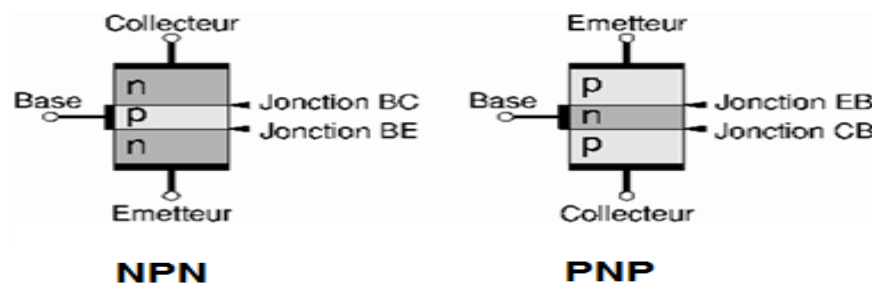 Collecteur
n
Base
Jonction BC
p
Jonction BE
n
Emetteur
NPN
Emetteur
p
Base
Jonction EB
n
Jonction CB
p
Collecteur
PNP